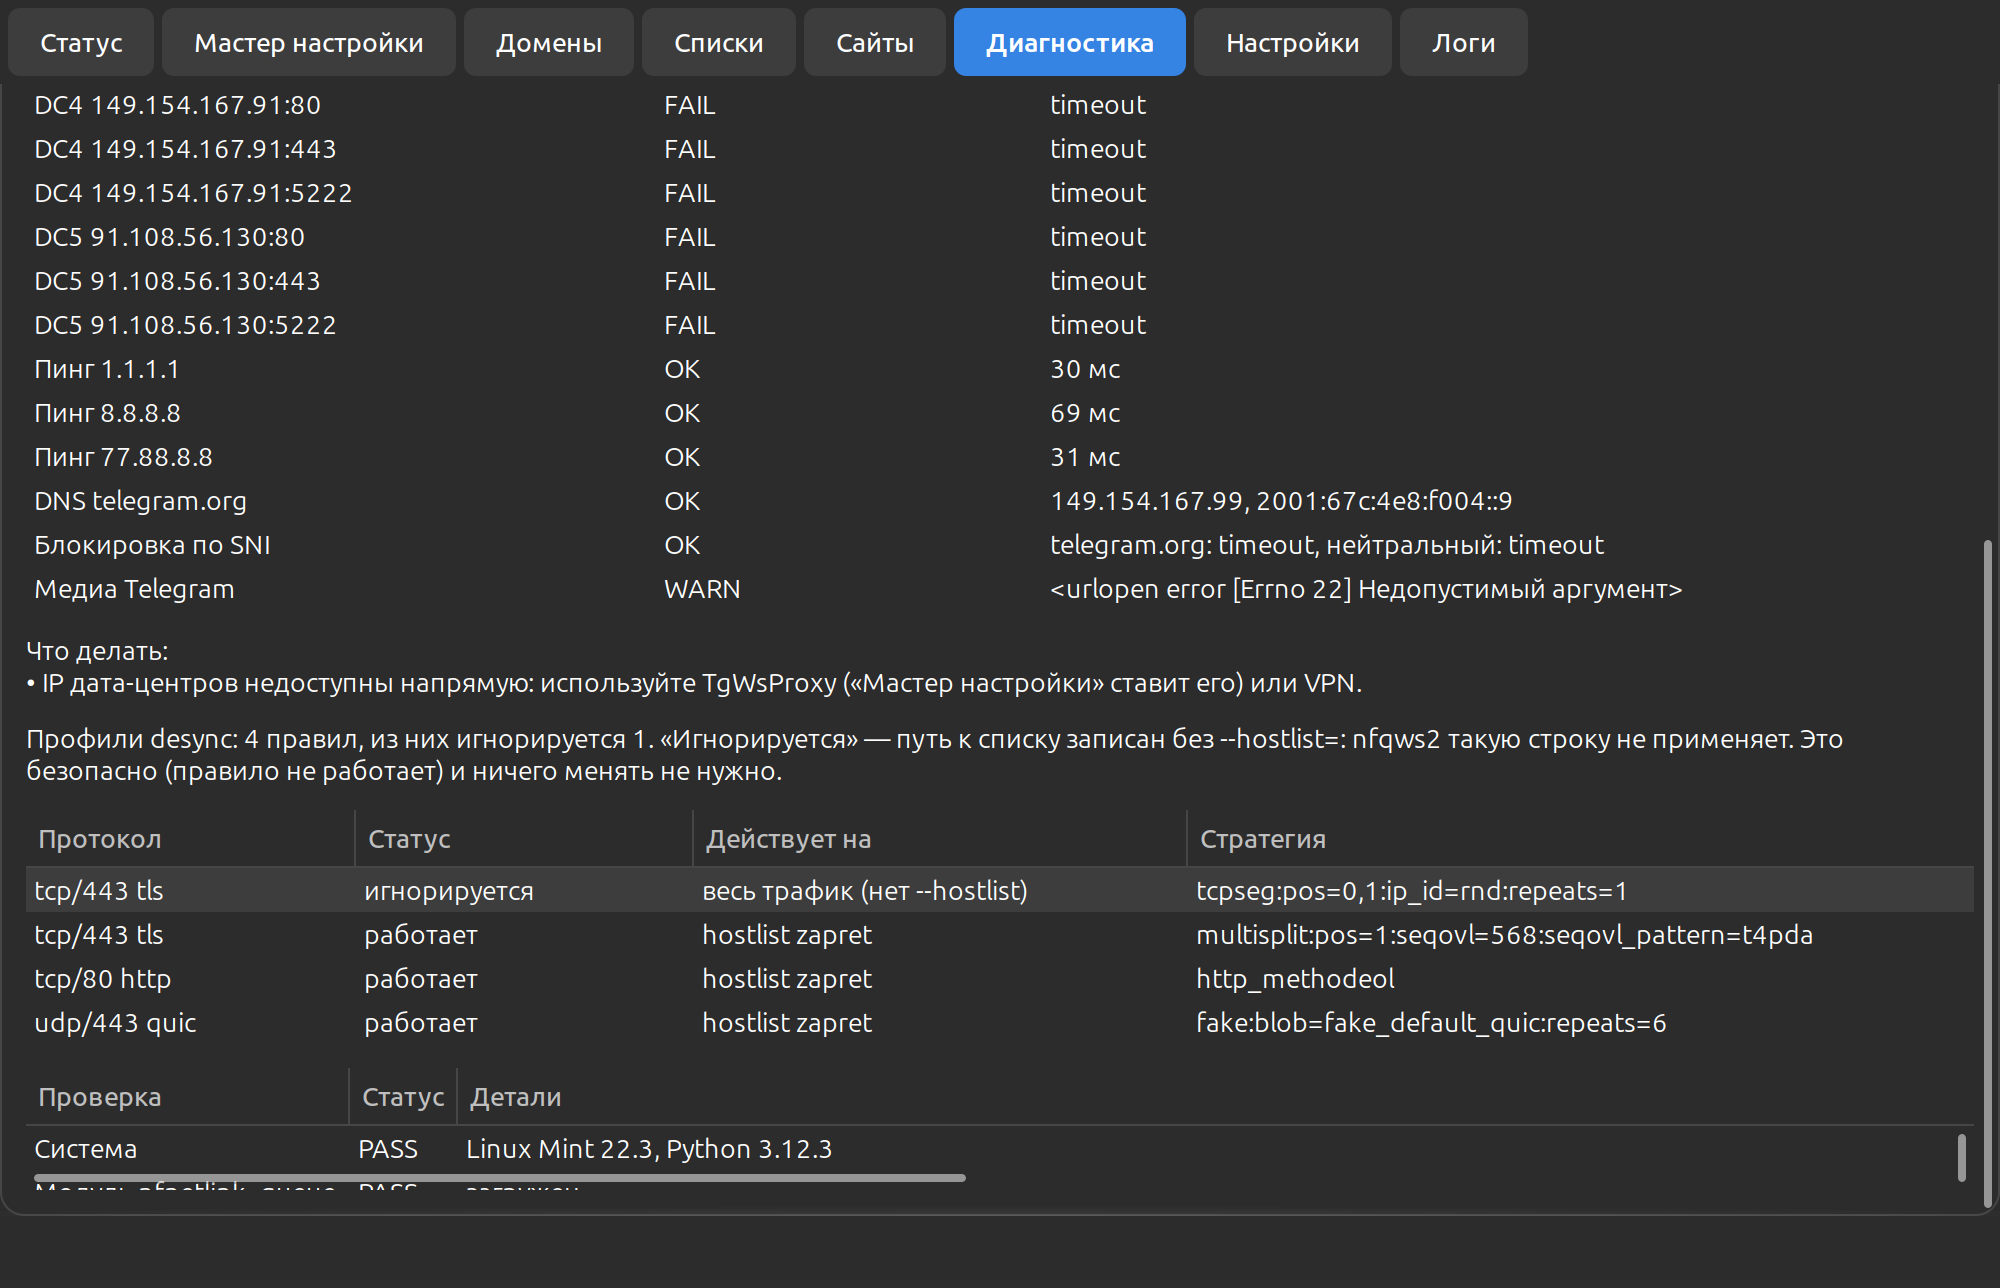 Статус Мастер настройки Домены Списки Сайты Диагностика Настройки Логи
DC4 149.154.167.91:80 FAIL timeout
DC4 149.154.167.91:443 FAIL timeout
DC4 149.154.167.91:5222 FAIL timeout
DC5 91.108.56.130:80 FAIL timeout
DC5 91.108.56.130:443 FAIL timeout
DC5 91.108.56.130:5222 FAIL timeout
Пинг 1.1.1.1 OK 30 мс
Пинг 8.8.8.8 OK 69 мс
Пинг 77.88.8.8 OK 31 мс
DNS telegram.org OK 149.154.167.99, 2001:67c:4e8:f004::9
Блокировка по SNI OK telegram.org: timeout, нейтральный: timeout
Медиа Telegram WARN <urlopen error [Errno 22] Недопустимый аргумент>
Что делать:
• IP дата-центров недоступны напрямую: используйте TgWsProxy («Мастер настройки» ставит его) или VPN.
Профили desync: 4 правил, из них игнорируется 1. «Игнорируется» — путь к списку записан без --hostlist=: nfqws2 такую строку не применяет. Это
безопасно (правило не работает) и ничего менять не нужно.
Протокол Статус Действует на Стратегия
tcp/443 tls игнорируется весь трафик (нет --hostlist) tcpseg:pos=0,1:ip_id=rnd:repeats=1
tcp/443 tls работает hostlist zapret multisplit:pos=1:seqovl=568:seqovl_pattern=t4pda
tcp/80 http работает hostlist zapret http_methodeol
udp/443 quic работает hostlist zapret fake:blob=fake_default_quic:repeats=6
Проверка Статус Детали
Система PASS Linux Mint 22.3, Python 3.12.3